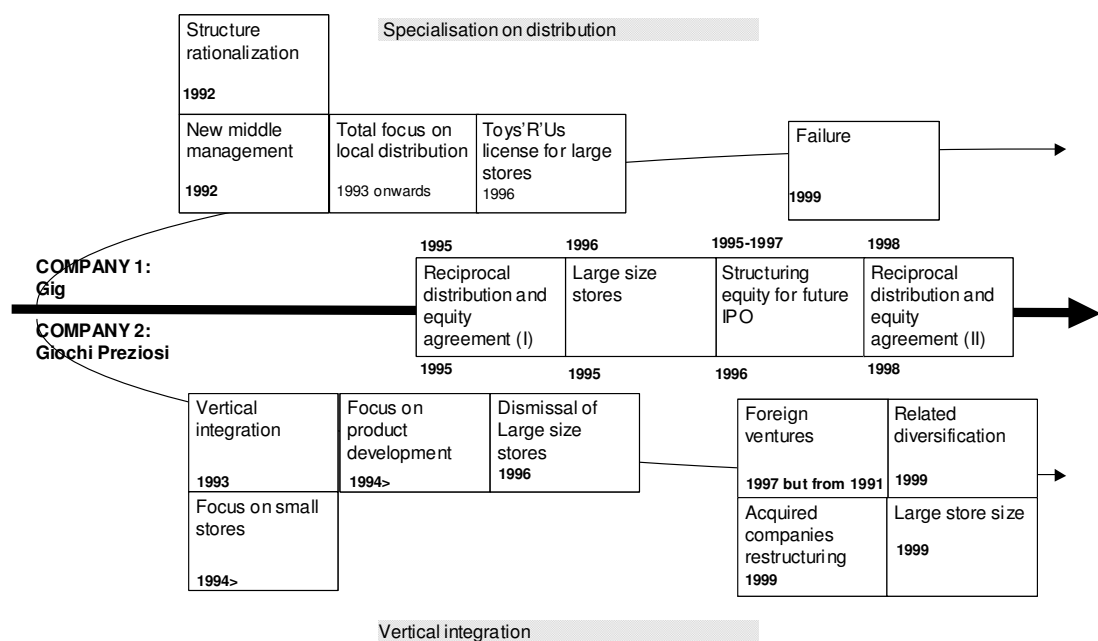 Specialisation on distribution
Structure
rationalization
1992
New middle
management
1992
Total focus on
local distribution
1993 onwards
Toys'R'Us
license for large
stores
1996
Failure
1999
COMPANY 1:
Gig
COMPANY 2:
Giochi Preziosi
1995
1996
1995-1997
1998
Reciprocal
distribution and
equity
agreement (I)
Large size
stores
Structuring
equity for future
IPO
Reciprocal
distribution and
equity
agreement (II)
1995
1995
1996
1998
Vertical
integration
1993
Focus on
product
development
1994>
Dismissal of
Large size
stores
1996
Focus on small
stores
1994>
Foreign
ventures
1997 but from 1991
Related
diversification
1999
Acquired
companies
restructuring
1999
Large store size
1999
Vertical integration